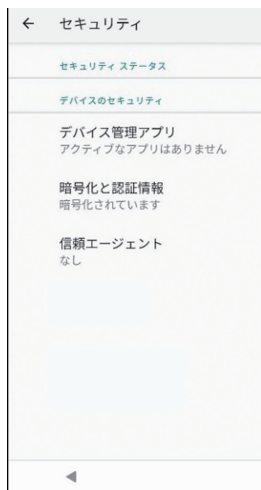 セキュリティ
セキュリティ ステータス
デバイスのセキュリティ
デバイス管理アプリ
アクティブなアプリはありません
暗号化と認証情報
暗号化されています
信頼エージェント
なし